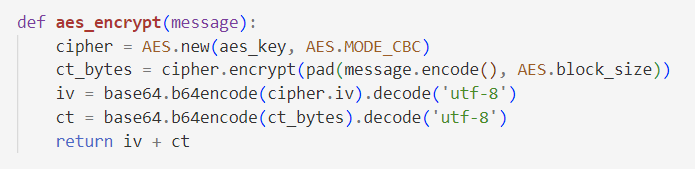 def aes_encrypt(message):
    cipher = AES.new(aes_key, AES.MODE_CBC)
    ct_bytes = cipher.encrypt(pad(message.encode(), AES.block_size))
    iv = base64.b64encode(cipher.iv).decode('utf-8')
    ct = base64.b64encode(ct_bytes).decode('utf-8')
    return iv + ct